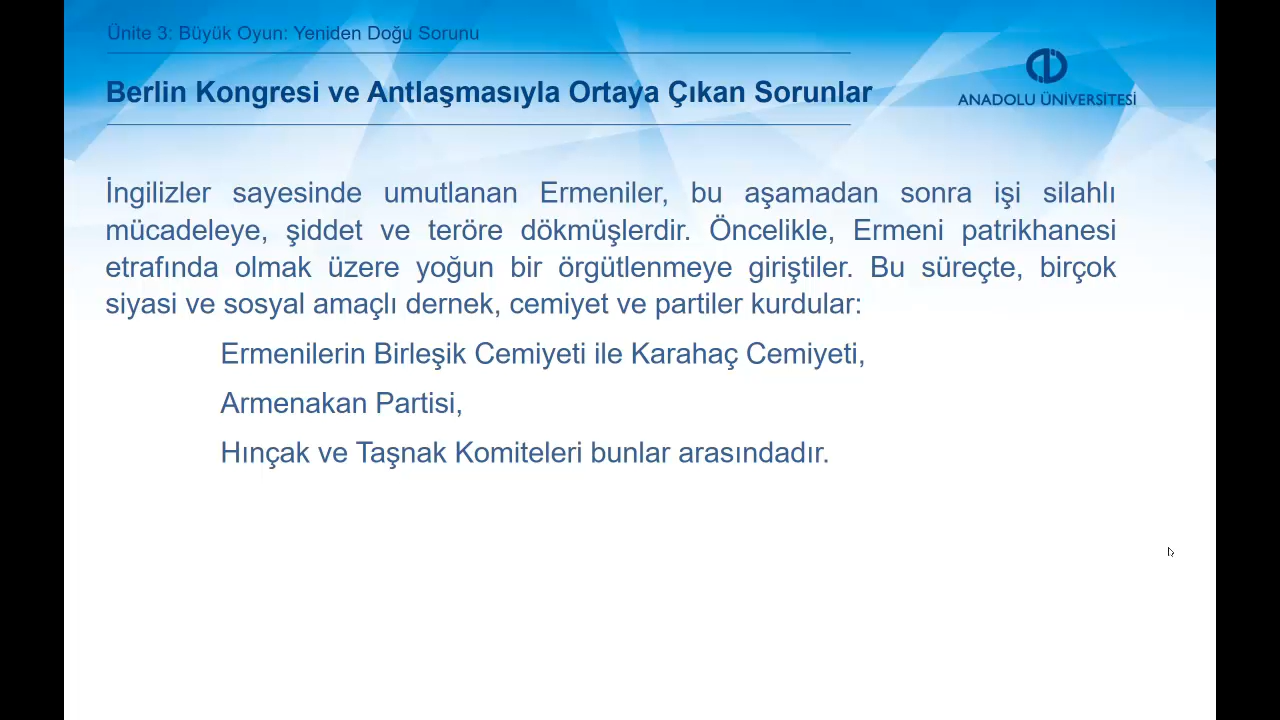 Ünite 3: Büyük Oyun: Yeniden Doğu Sorunu
Berlin Kongresi ve Antlaşmasıyla Ortaya Çıkan Sorunlar
ANADOLU ÜNİVERSİTESİ
İngilizler sayesinde umutlanan Ermeniler, bu aşamadan sonra işi silahlı
mücadeleye, şiddet ve teröre dökmüşlerdir. Öncelikle, Ermeni patrikhanesi
etrafında olmak üzere yoğun bir örgütlenmeye giriştiler. Bu süreçte, birçok
siyasi ve sosyal amaçlı dernek, cemiyet ve partiler kurdular:
Ermenilerin Birleşik Cemiyeti ile Karahaç Cemiyeti,
Armenakan Partisi,
Hınçak ve Taşnak Komiteleri bunlar arasındadır.